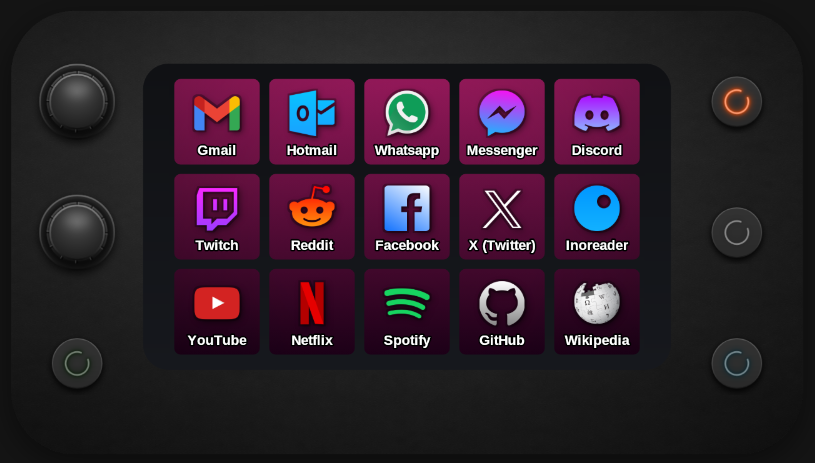 Gmail
Hotmail
Whatsapp
Messenger
Discord
Twitch
Reddit
Facebook
X (Twitter)
Inoreader
YouTube
Netflix
Spotify
GitHub
Wikipedia